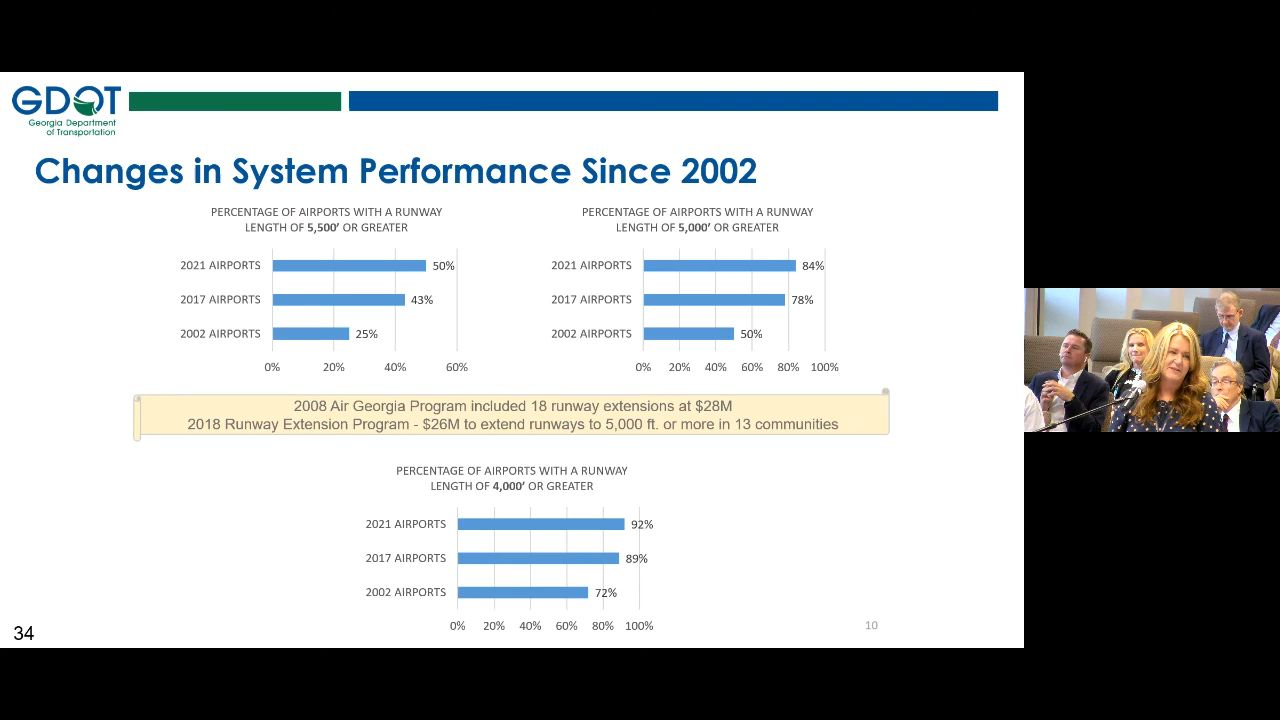 GDOT
Georgia Department
of Transportation
Changes in System Performance Since 2002
PERCENTAGE OF AIRPORTS WITH A RUNWAY
LENGTH OF 5,500’ OR GREATER
2021 AIRPORTS 50%
2017 AIRPORTS 43%
2002 AIRPORTS 25%
0% 20% 40% 60%
PERCENTAGE OF AIRPORTS WITH A RUNWAY
LENGTH OF 5,000’ OR GREATER
2021 AIRPORTS 84%
2017 AIRPORTS 78%
2002 AIRPORTS 50%
0% 20% 40% 60% 80% 100%
2008 Air Georgia Program included 18 runway extensions at $28M
2018 Runway Extension Program - $26M to extend runways to 5,000 ft. or more in 13 communities
PERCENTAGE OF AIRPORTS WITH A RUNWAY
LENGTH OF 4,000’ OR GREATER
2021 AIRPORTS 92%
2017 AIRPORTS 89%
2002 AIRPORTS 72%
0% 20% 40% 60% 80% 100%
10
34